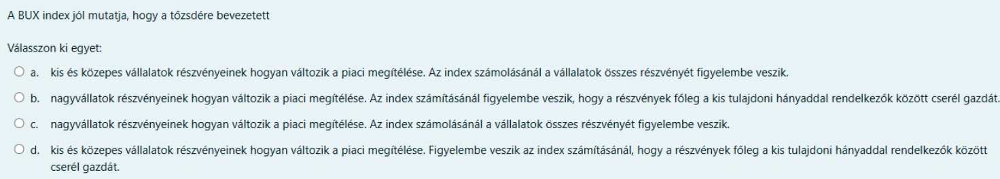 A BUX index jól mutatja, hogy a tőzsdére bevezetett
Válasszon ki egyet:
a. kis és közepes vállalatok részvényeinek hogyan változik a piaci megítélése. Az index számolásánál a vállalatok összes részvényét figyelembe veszik.
b. nagyvállatok részvényeinek hogyan változik a piaci megítélése. Az index számításánál figyelembe veszik, hogy a részvények főleg a kis tulajdoni hányaddal rendelkezők között cserél gazdát.
c. nagyvállatok részvényeinek hogyan változik a piaci megítélése. Az index számolásánál a vállalatok összes részvényét figyelembe veszik.
d. kis és közepes vállalatok részvényeinek hogyan változik a piaci megítélése. Figyelembe veszik az index számításánál, hogy a részvények főleg a kis tulajdoni hányaddal rendelkezők között
cserél gazdát.